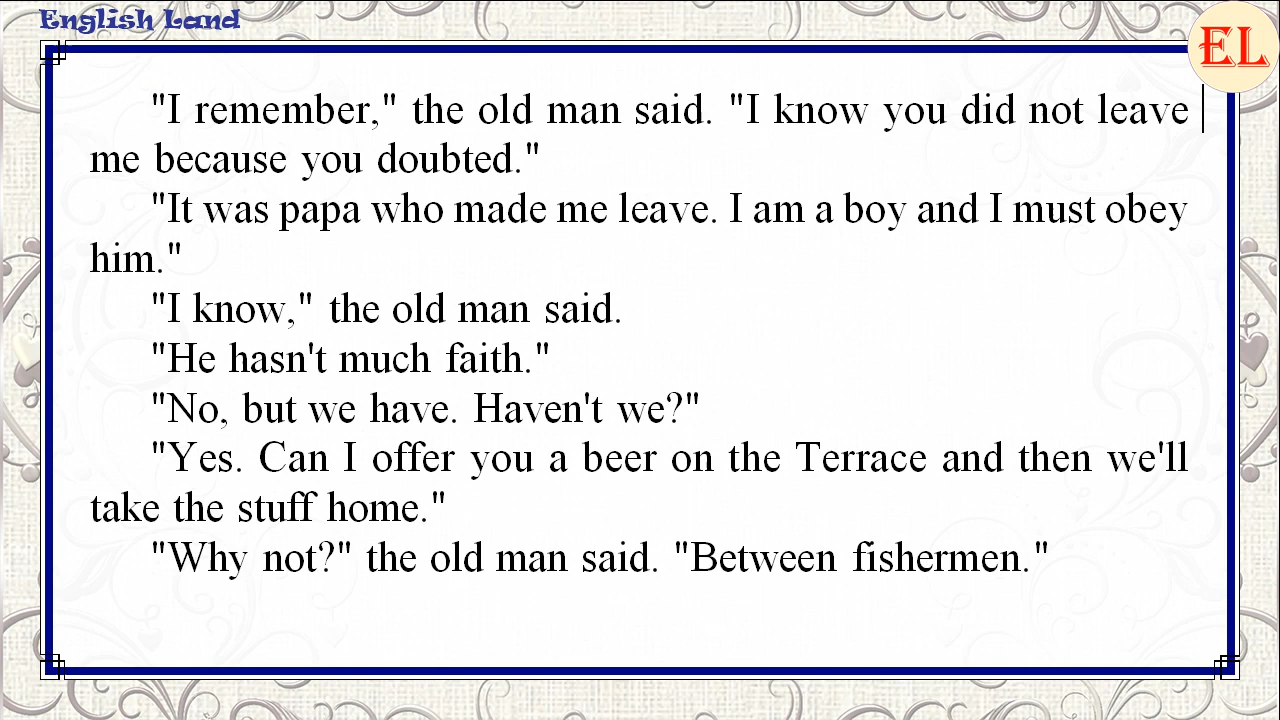 English Land
EL
"I remember," the old man said. "I know you did not leave
me because you doubted."
"It was papa who made me leave. I am a boy and I must obey
him."
"I know," the old man said.
"He hasn't much faith."
"No, but we have. Haven't we?"
"Yes. Can I offer you a beer on the Terrace and then we'll
take the stuff home."
"Why not?" the old man said. "Between fishermen."